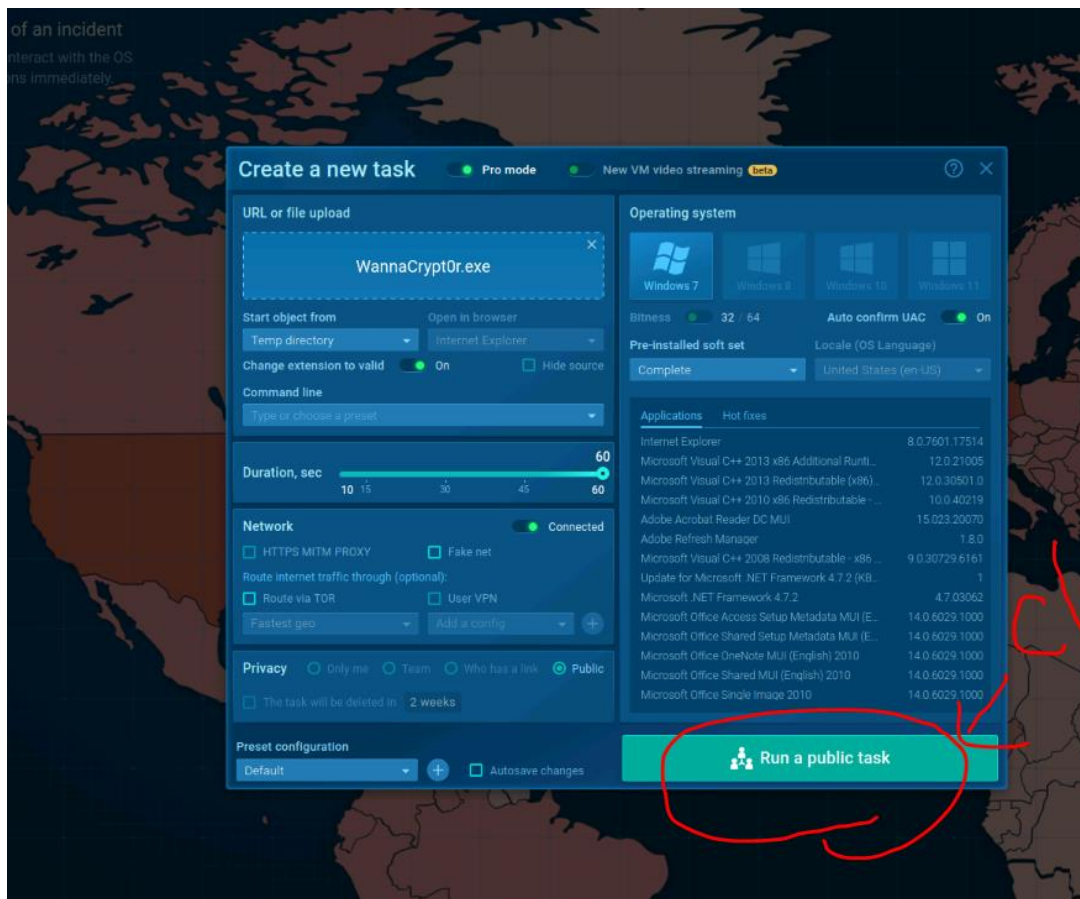 of an incident
nteract with the OS
ons immediately.
Create a new task
Pro mode
New VM video streaming beta
URL or file upload
WannaCrypt0r.exe
Start object from
Open in browser
Temp directory
Internet Explorer
Change extension to valid
On
Hide source
Command line
Type or choose a preset
Duration, sec
60
10 15 30 45 60
Network
Connected
HTTPS MITM PROXY
Fake net
Route internet traffic through (optional):
Route via TOR
User VPN
Fastest geo
Add a config
Privacy
Only me
Team
Who has a link
Public
The task will be deleted in 2 weeks
Preset configuration
Default
Autosave changes
Operating system
Windows 7
Windows 8
Windows 10
Windows 11
Bitness
32 / 64
Auto confirm UAC
On
Pre-installed soft set
Locale (OS Language)
Complete
United States (en-US)
Applications
Hot fixes
Internet Explorer 8.0.7601.17514
Microsoft Visual C++ 2013 x86 Additional Runti... 12.0.21005
Microsoft Visual C++ 2013 Redistributable (x86)... 12.0.30501.0
Microsoft Visual C++ 2010 x86 Redistributable - ... 10.0.40219
Adobe Acrobat Reader DC MUI 15.023.20070
Adobe Refresh Manager 1.8.0
Microsoft Visual C++ 2008 Redistributable - x86 ... 9.0.30729.6161
Update for Microsoft .NET Framework 4.7.2 (KB... 1
Microsoft .NET Framework 4.7.2 4.7.03062
Microsoft Office Access Setup Metadata MUI (E... 14.0.6029.1000
Microsoft Office Shared Setup Metadata MUI (E... 14.0.6029.1000
Microsoft Office OneNote MUI (English) 2010 14.0.6029.1000
Microsoft Office Shared MUI (English) 2010 14.0.6029.1000
Microsoft Office Single Image 2010 14.0.6029.1000
Run a public task